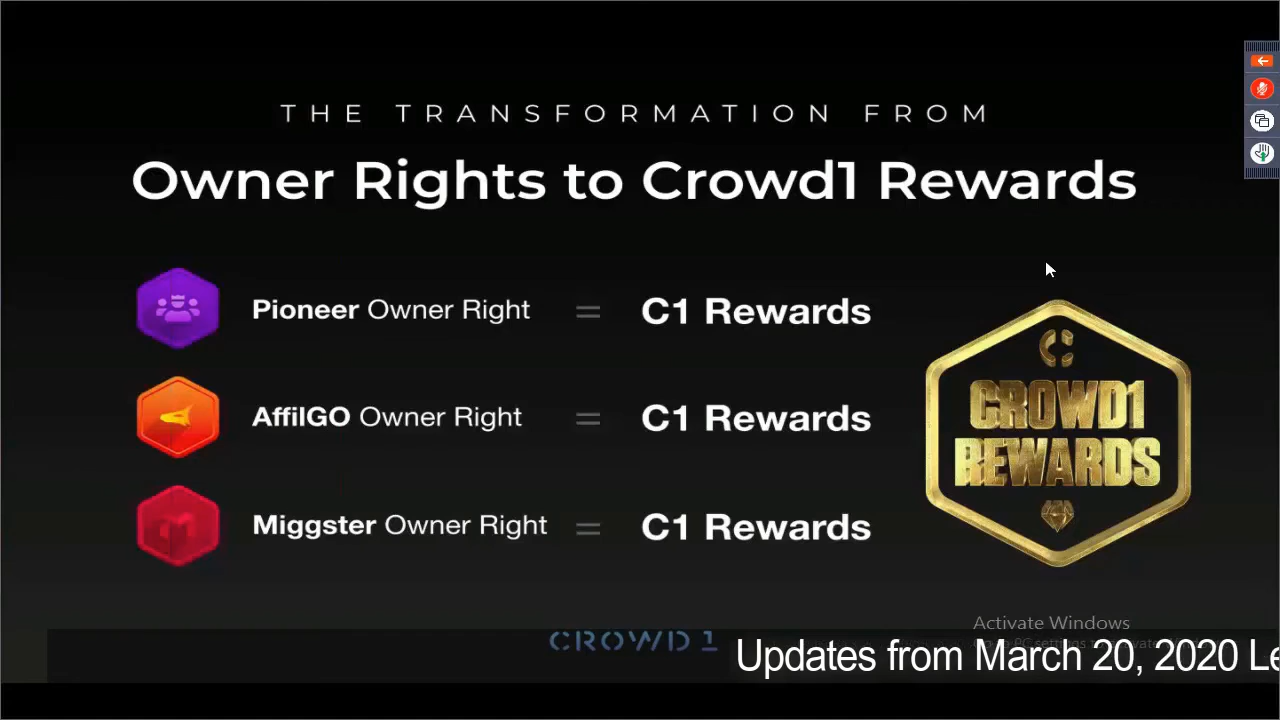 THE TRANSFORMATION FROM
Owner Rights to Crowd1 Rewards
Pioneer Owner Right = C1 Rewards
AffilGO Owner Right = C1 Rewards
Miggster Owner Right = C1 Rewards
CROWD1
REWARDS
Activate Windows
CROWD1
Updates from March 20, 2020 Le